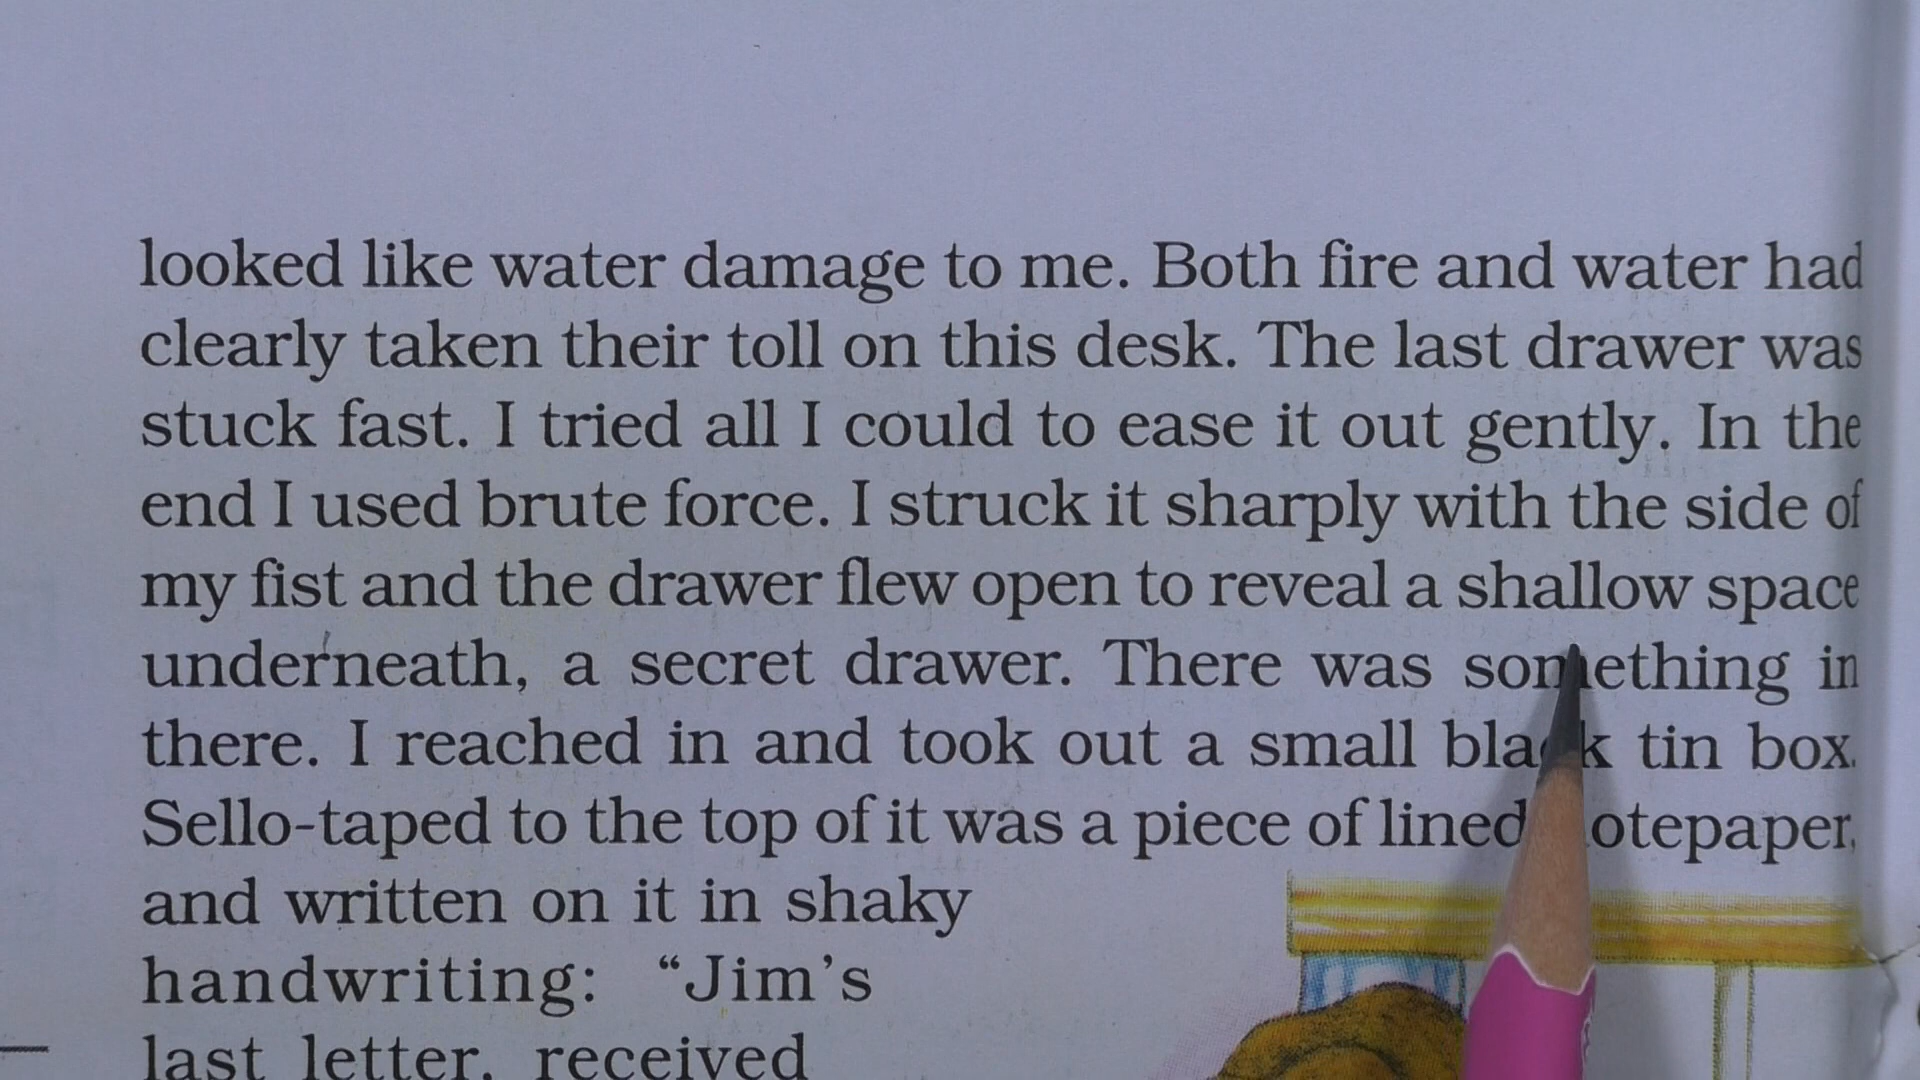 looked like water damage to me. Both fire and water had
clearly taken their toll on this desk. The last drawer was
stuck fast. I tried all I could to ease it out gently. In the
end I used brute force. I struck it sharply with the side of
my fist and the drawer flew open to reveal a shallow space
underneath, a secret drawer. There was something in
there. I reached in and took out a small black tin box.
Sello-taped to the top of it was a piece of lined notepaper,
and written on it in shaky
handwriting: “Jim’s
last letter, received